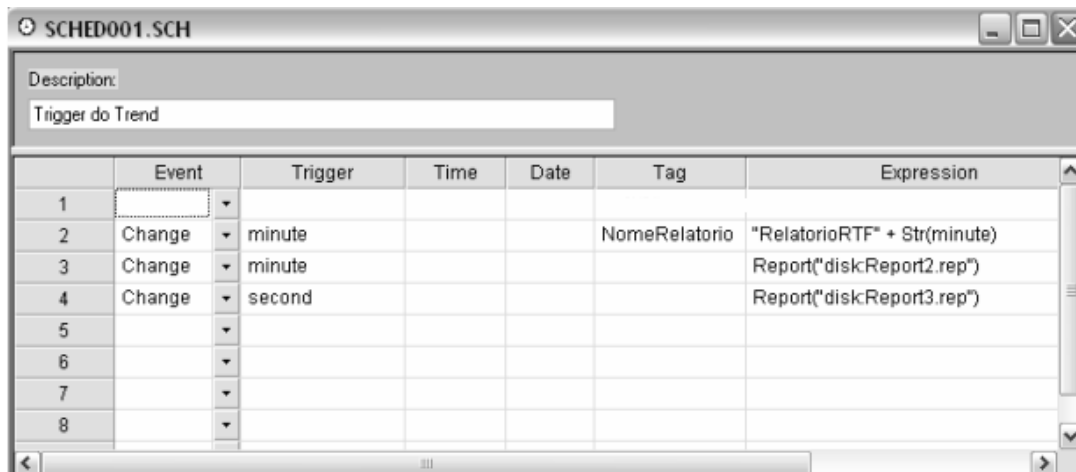 SCHED001.SCH
Description:
Trigger do Trend
Event Trigger Time Date Tag Expression
1
2 Change minute NomeRelatorio "RelatorioRTF" + Str(minute)
3 Change minute Report("disk:Report2.rep")
4 Change second Report("disk:Report3.rep")
5
6
7
8